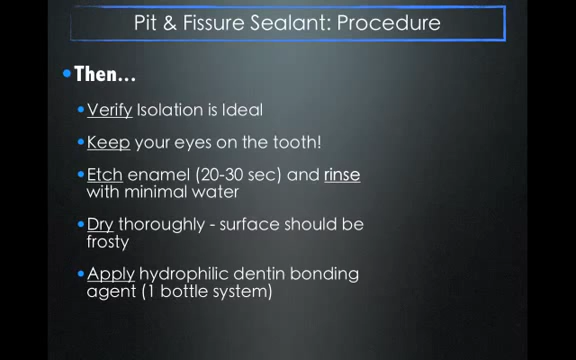 Pit & Fissure Sealant: Procedure
Then...
Verify Isolation is Ideal
Keep your eyes on the tooth!
Etch enamel (20-30 sec) and rinse
with minimal water
Dry thoroughly - surface should be
frosty
Apply hydrophilic dentin bonding
agent (1 bottle system)